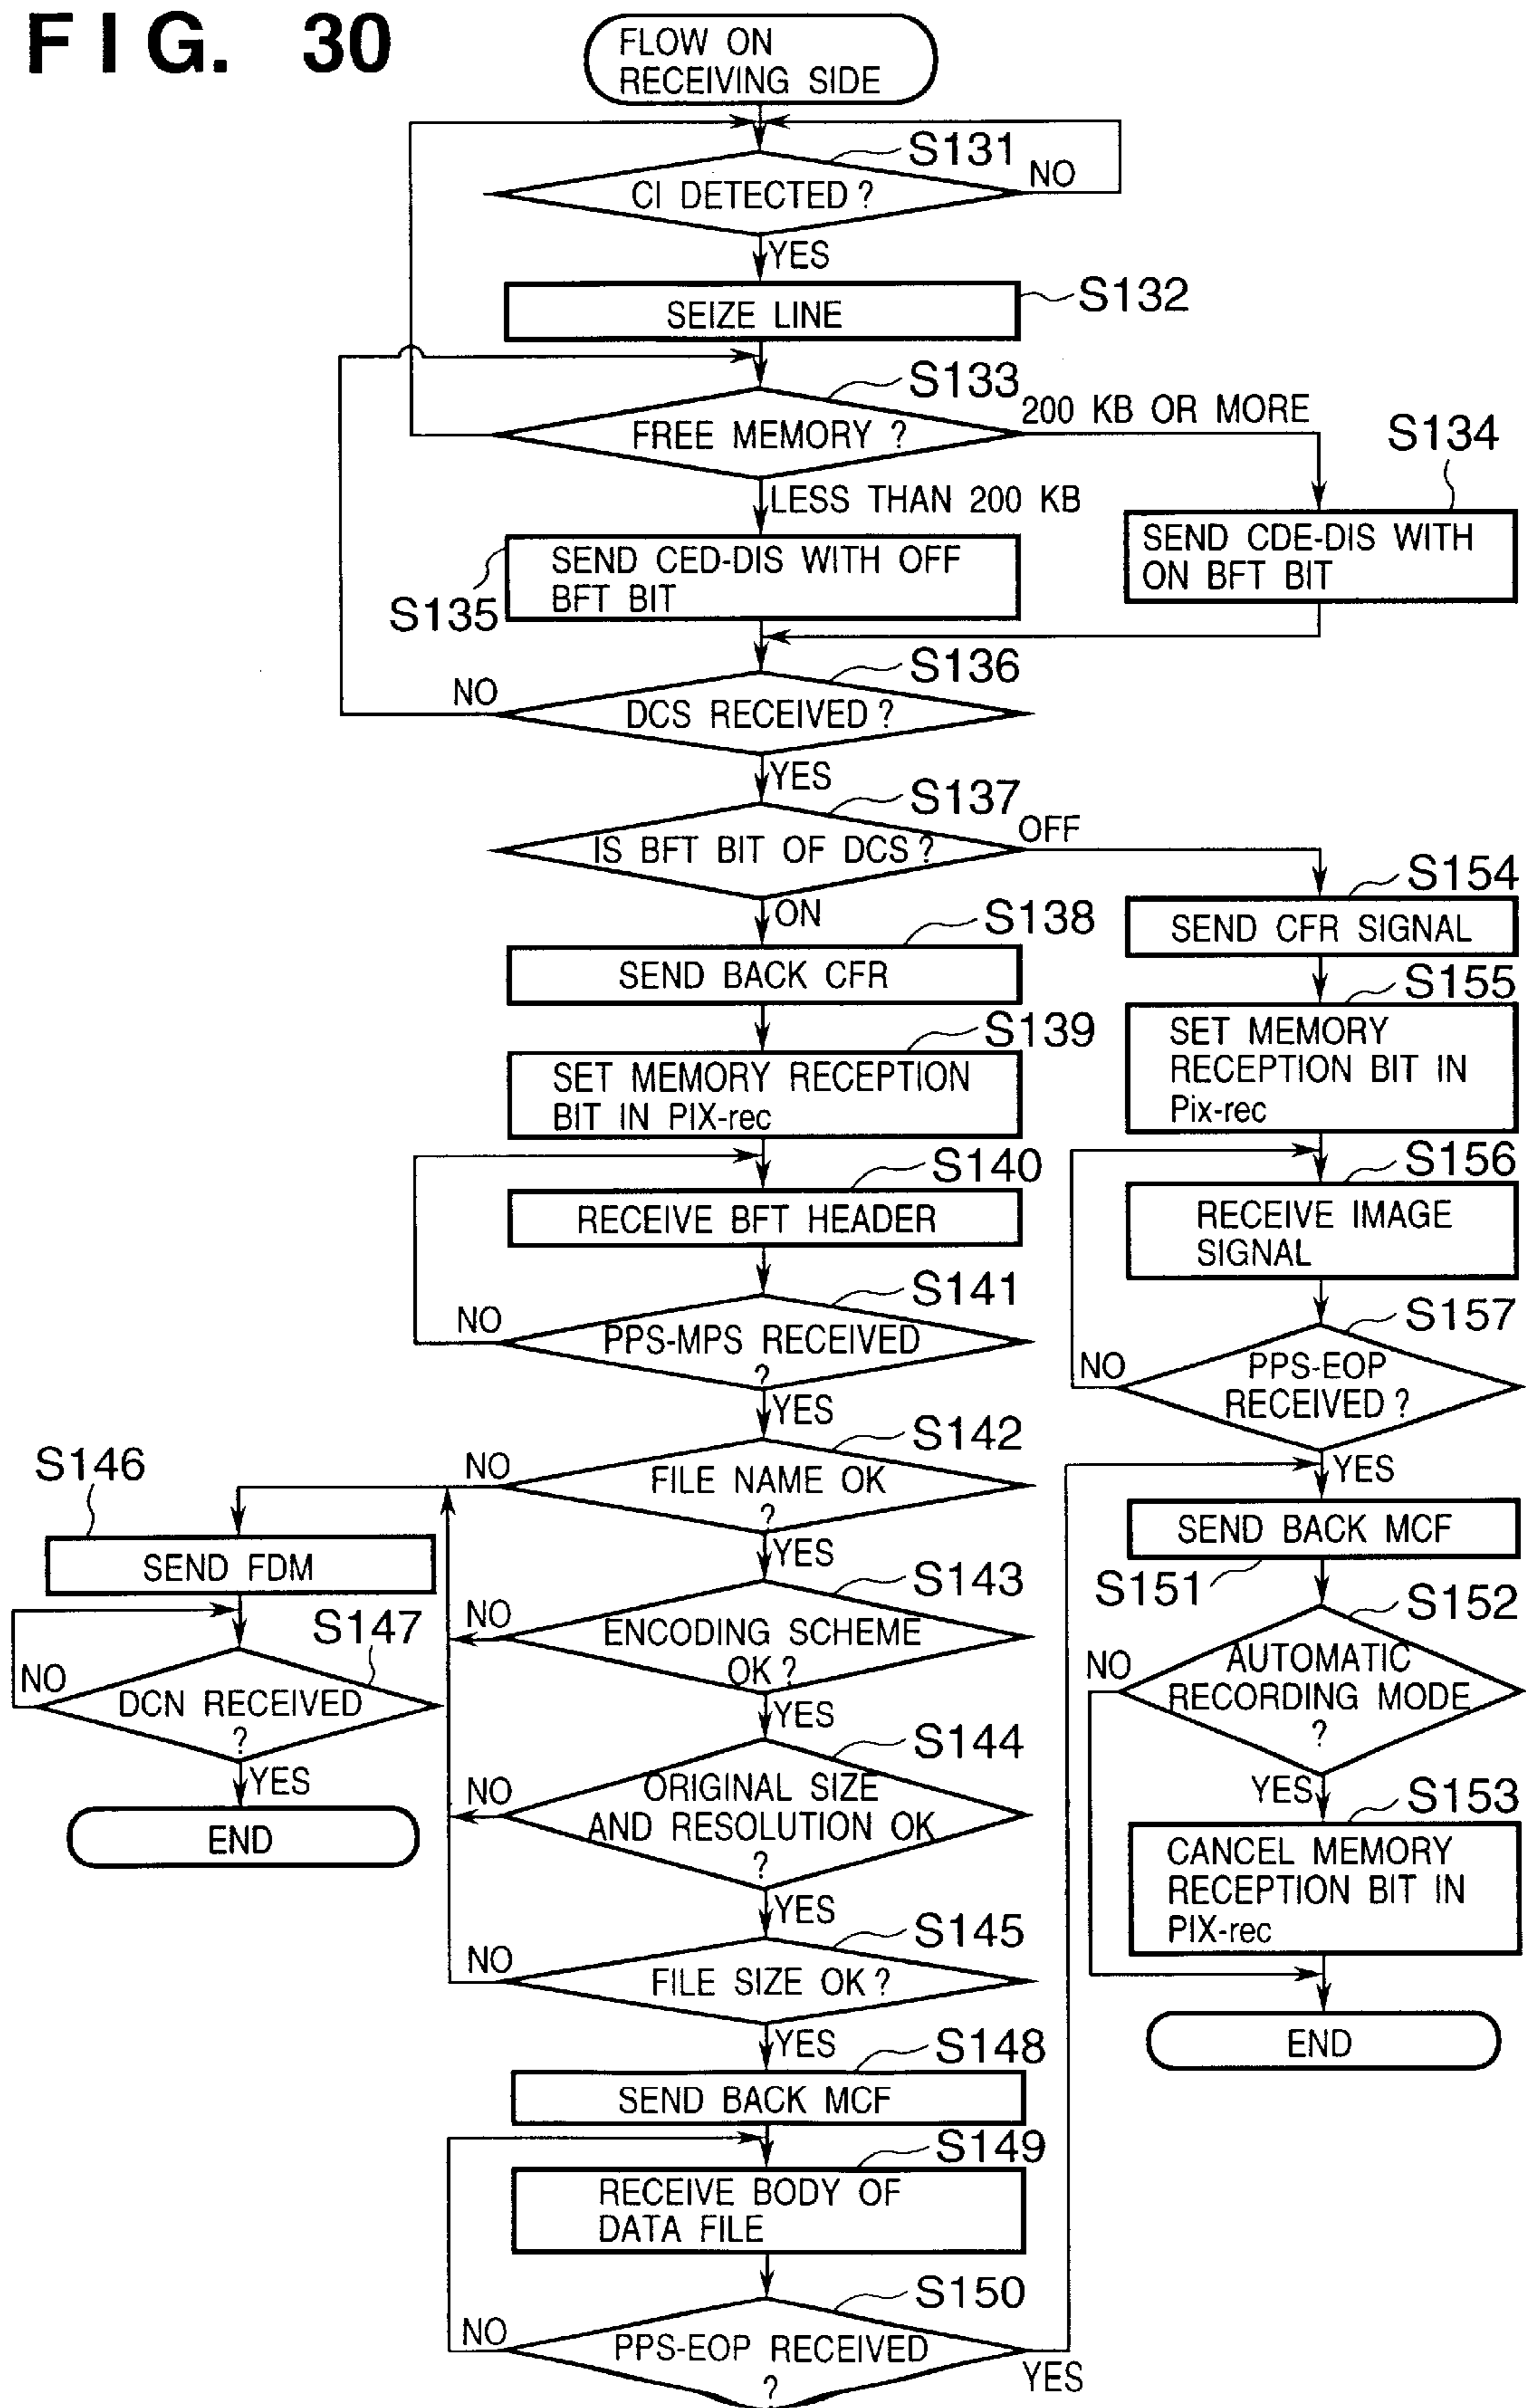 FIG. 30
FLOW ON
RECEIVING SIDE
S131
CI DETECTED ?
NO
YES
S132
SEIZE LINE
S133
FREE MEMORY ?
200 KB OR MORE
S134
LESS THAN 200 KB
SEND CED-DIS WITH OFF
BFT BIT
S135
SEND CDE-DIS WITH
ON BFT BIT
S136
NO
DCS RECEIVED ?
YES
S137
IS BFT BIT OF DCS ?
OFF
ON
S138
SEND BACK CFR
S139
SET MEMORY RECEPTION
BIT IN PIX-rec
S140
RECEIVE BFT HEADER
S141
NO
PPS-MPS RECEIVED
?
YES
S142
NO
FILE NAME OK
?
YES
S143
NO
ENCODING SCHEME
OK ?
YES
S144
NO
ORIGINAL SIZE
AND RESOLUTION OK
?
YES
S145
NO
FILE SIZE OK ?
YES
S146
SEND FDM
S147
NO
DCN RECEIVED
?
YES
END
S148
SEND BACK MCF
S149
RECEIVE BODY OF
DATA FILE
S150
NO
PPS-EOP RECEIVED
?
YES
S154
SEND CFR SIGNAL
S155
SET MEMORY
RECEPTION BIT IN
Pix-rec
S156
RECEIVE IMAGE
SIGNAL
S157
NO
PPS-EOP
RECEIVED ?
YES
SEND BACK MCF
S151
S152
NO
AUTOMATIC
RECORDING MODE
?
YES
S153
CANCEL MEMORY
RECEPTION BIT IN
PIX-rec
END